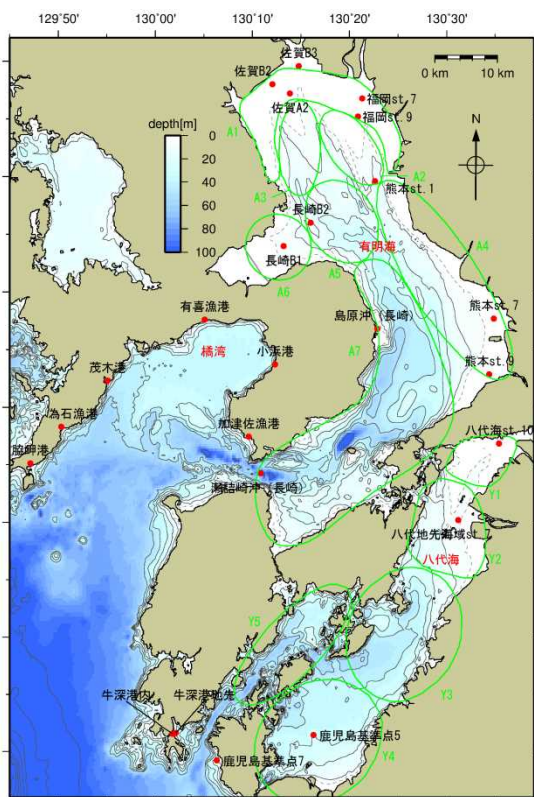 129°50'
130°00'
130°10'
130°20'
130°30'
佐賀B3
佐賀B2
佐賀A2
福岡st.7
福岡st.9
0 km
10 km
N
depth[m]
0
20
40
60
80
100
A1
A2
A3
熊本st.1
長崎B2
有明海
A4
長崎B1
A5
A6
有喜漁港
島原沖(長崎)
熊本st.7
橘湾
小浜港
A7
茂木港
熊本st.9
為石漁港
加津佐漁港
八代海st.10
脇岬港
瀬詰崎沖(長崎)
Y1
八代地先海域st.7
八代海
Y2
Y5
Y3
牛深港内
牛深港地先
鹿児島基準点5
Y4
鹿児島基準点7